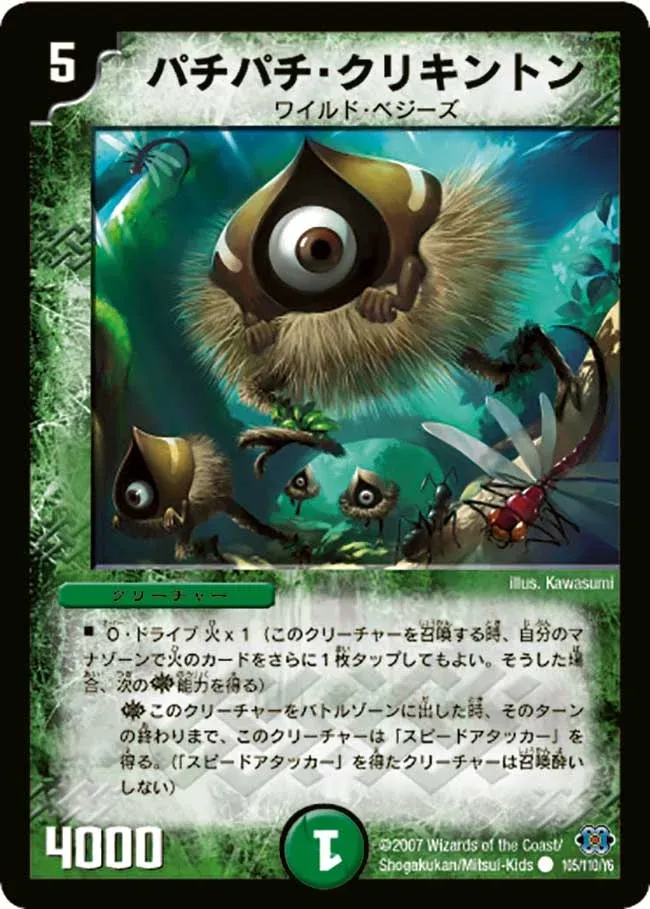 5
パチパチ・クリキントン
ワイルド・ベジーズ
illus. Kawasumi
クリーチャー
■ O・ドライブ 火x1（このクリーチャーを召喚する時、自分のマ
ナゾーンで火のカードをさらに1枚タップしてもよい。そうした場
合、次の能力を得る）
このクリーチャーをバトルゾーンに出した時、そのターン
の終わりまで、このクリーチャーは「スピードアタッカー」を
得る。（「スピードアタッカー」を得たクリーチャーは召喚酔い
しない）
4000
1
©2007 Wizards of the Coast/
Shogakukan/Mitsui-Kids
105/110/Y6